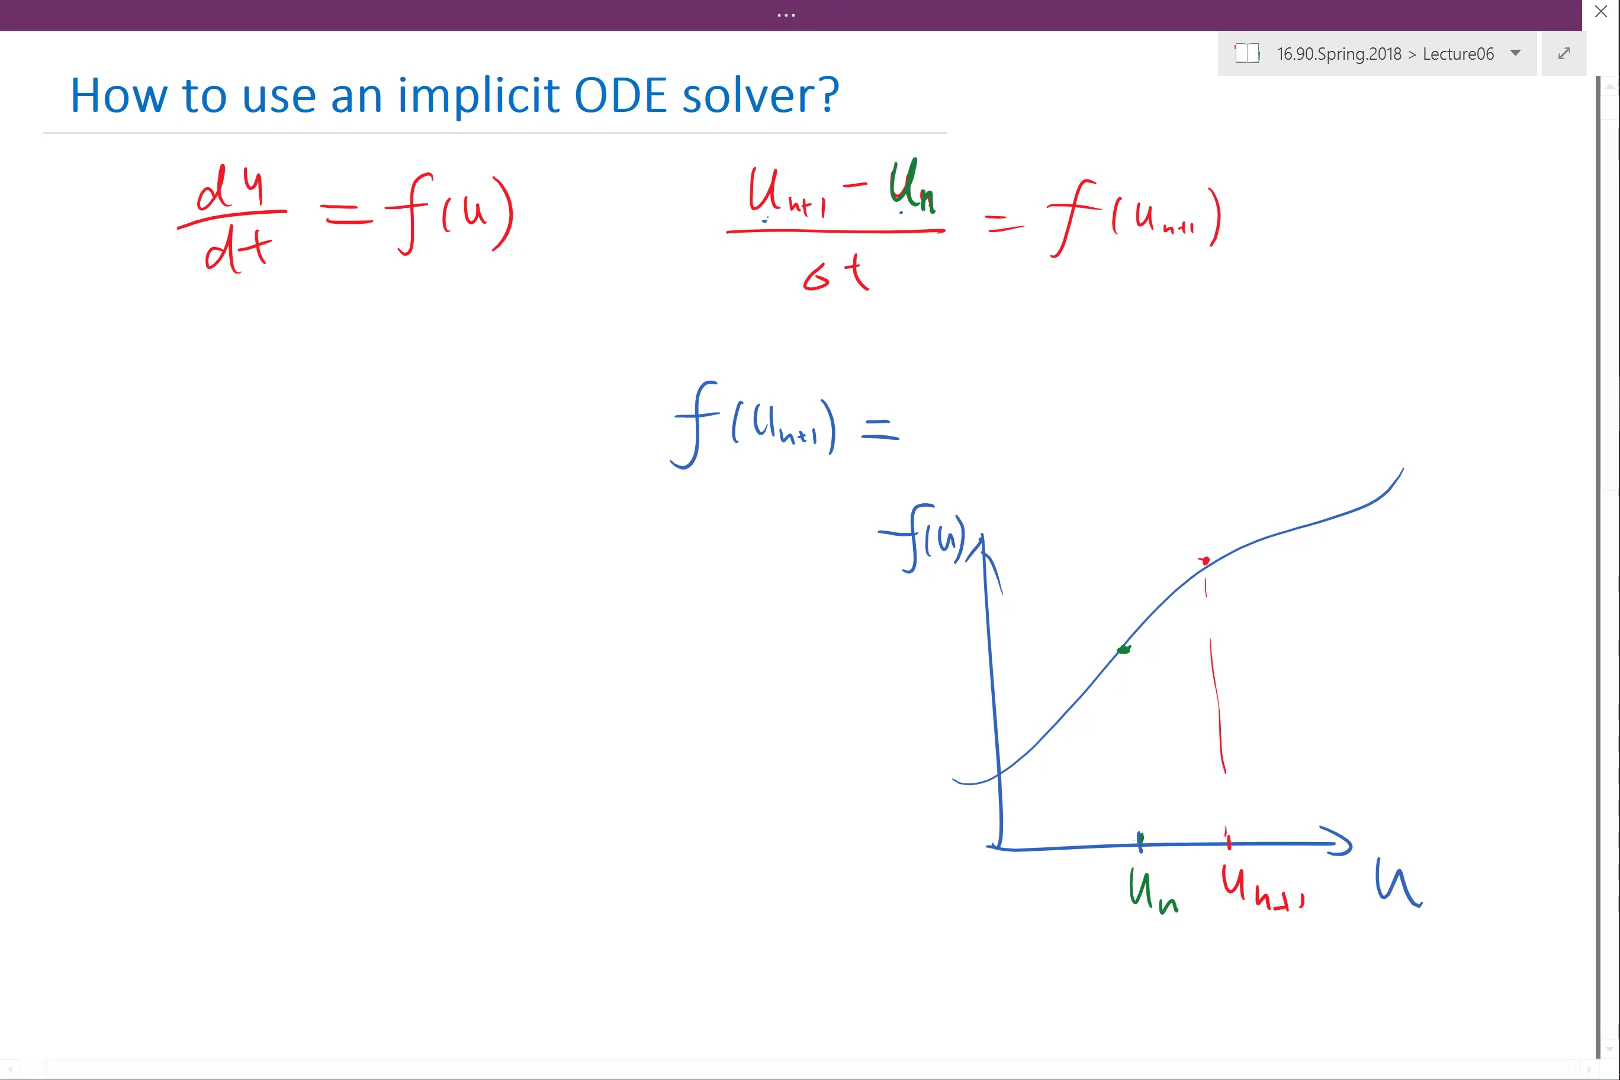 ...
16.90.Spring.2018 > Lecture06
How to use an implicit ODE solver?
du/dt = f(u)
(u_{n+1} - u_n)/δt = f(u_{n+1})
f(u_{n+1}) =
f(u)
u_n u_{n+1} u